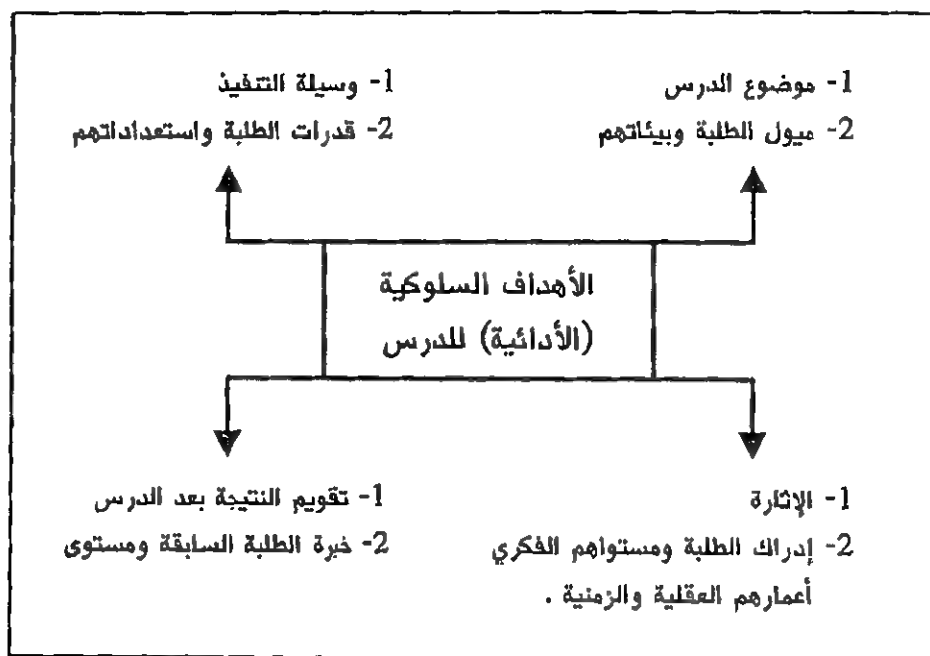 1- موضوع الدرس
2- ميول الطلبة وبيئاتهم
1- وسيلة التنفيذ
2- قدرات الطلبة واستعداداتهم
الأهداف السلوكية
(الأدائية) للدرس
1- الإثارة
2- إدراك الطلبة ومستواهم الفكري
أعمارهم العقلية والزمنية .
1- تقويم النتيجة بعد الدرس
2- خبرة الطلبة السابقة ومستوى